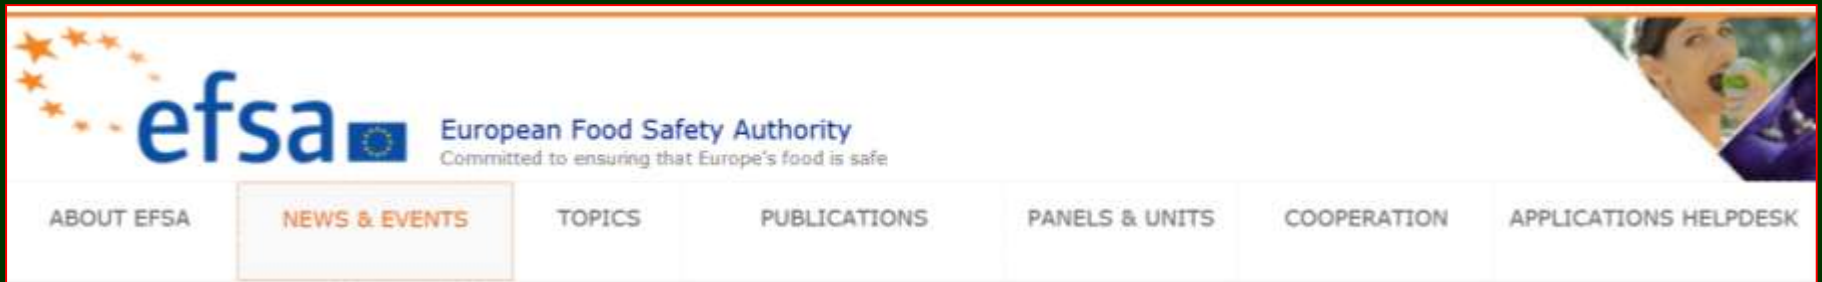 efsa
European Food Safety Authority
Committed to ensuring that Europe's food is safe
ABOUT EFSA NEWS & EVENTS TOPICS PUBLICATIONS PANELS & UNITS COOPERATION APPLICATIONS HELPDESK